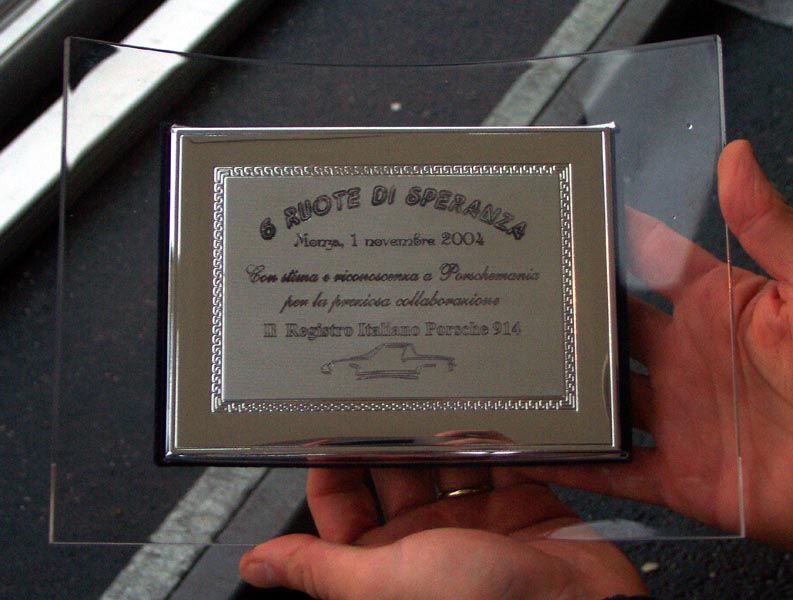 6 RUOTE DI SPERANZA
Monza, 1 novembre 2004
Con stima e riconoscenza a Porschemania
per la preziosa collaborazione
Il Registro Italiano Porsche 914